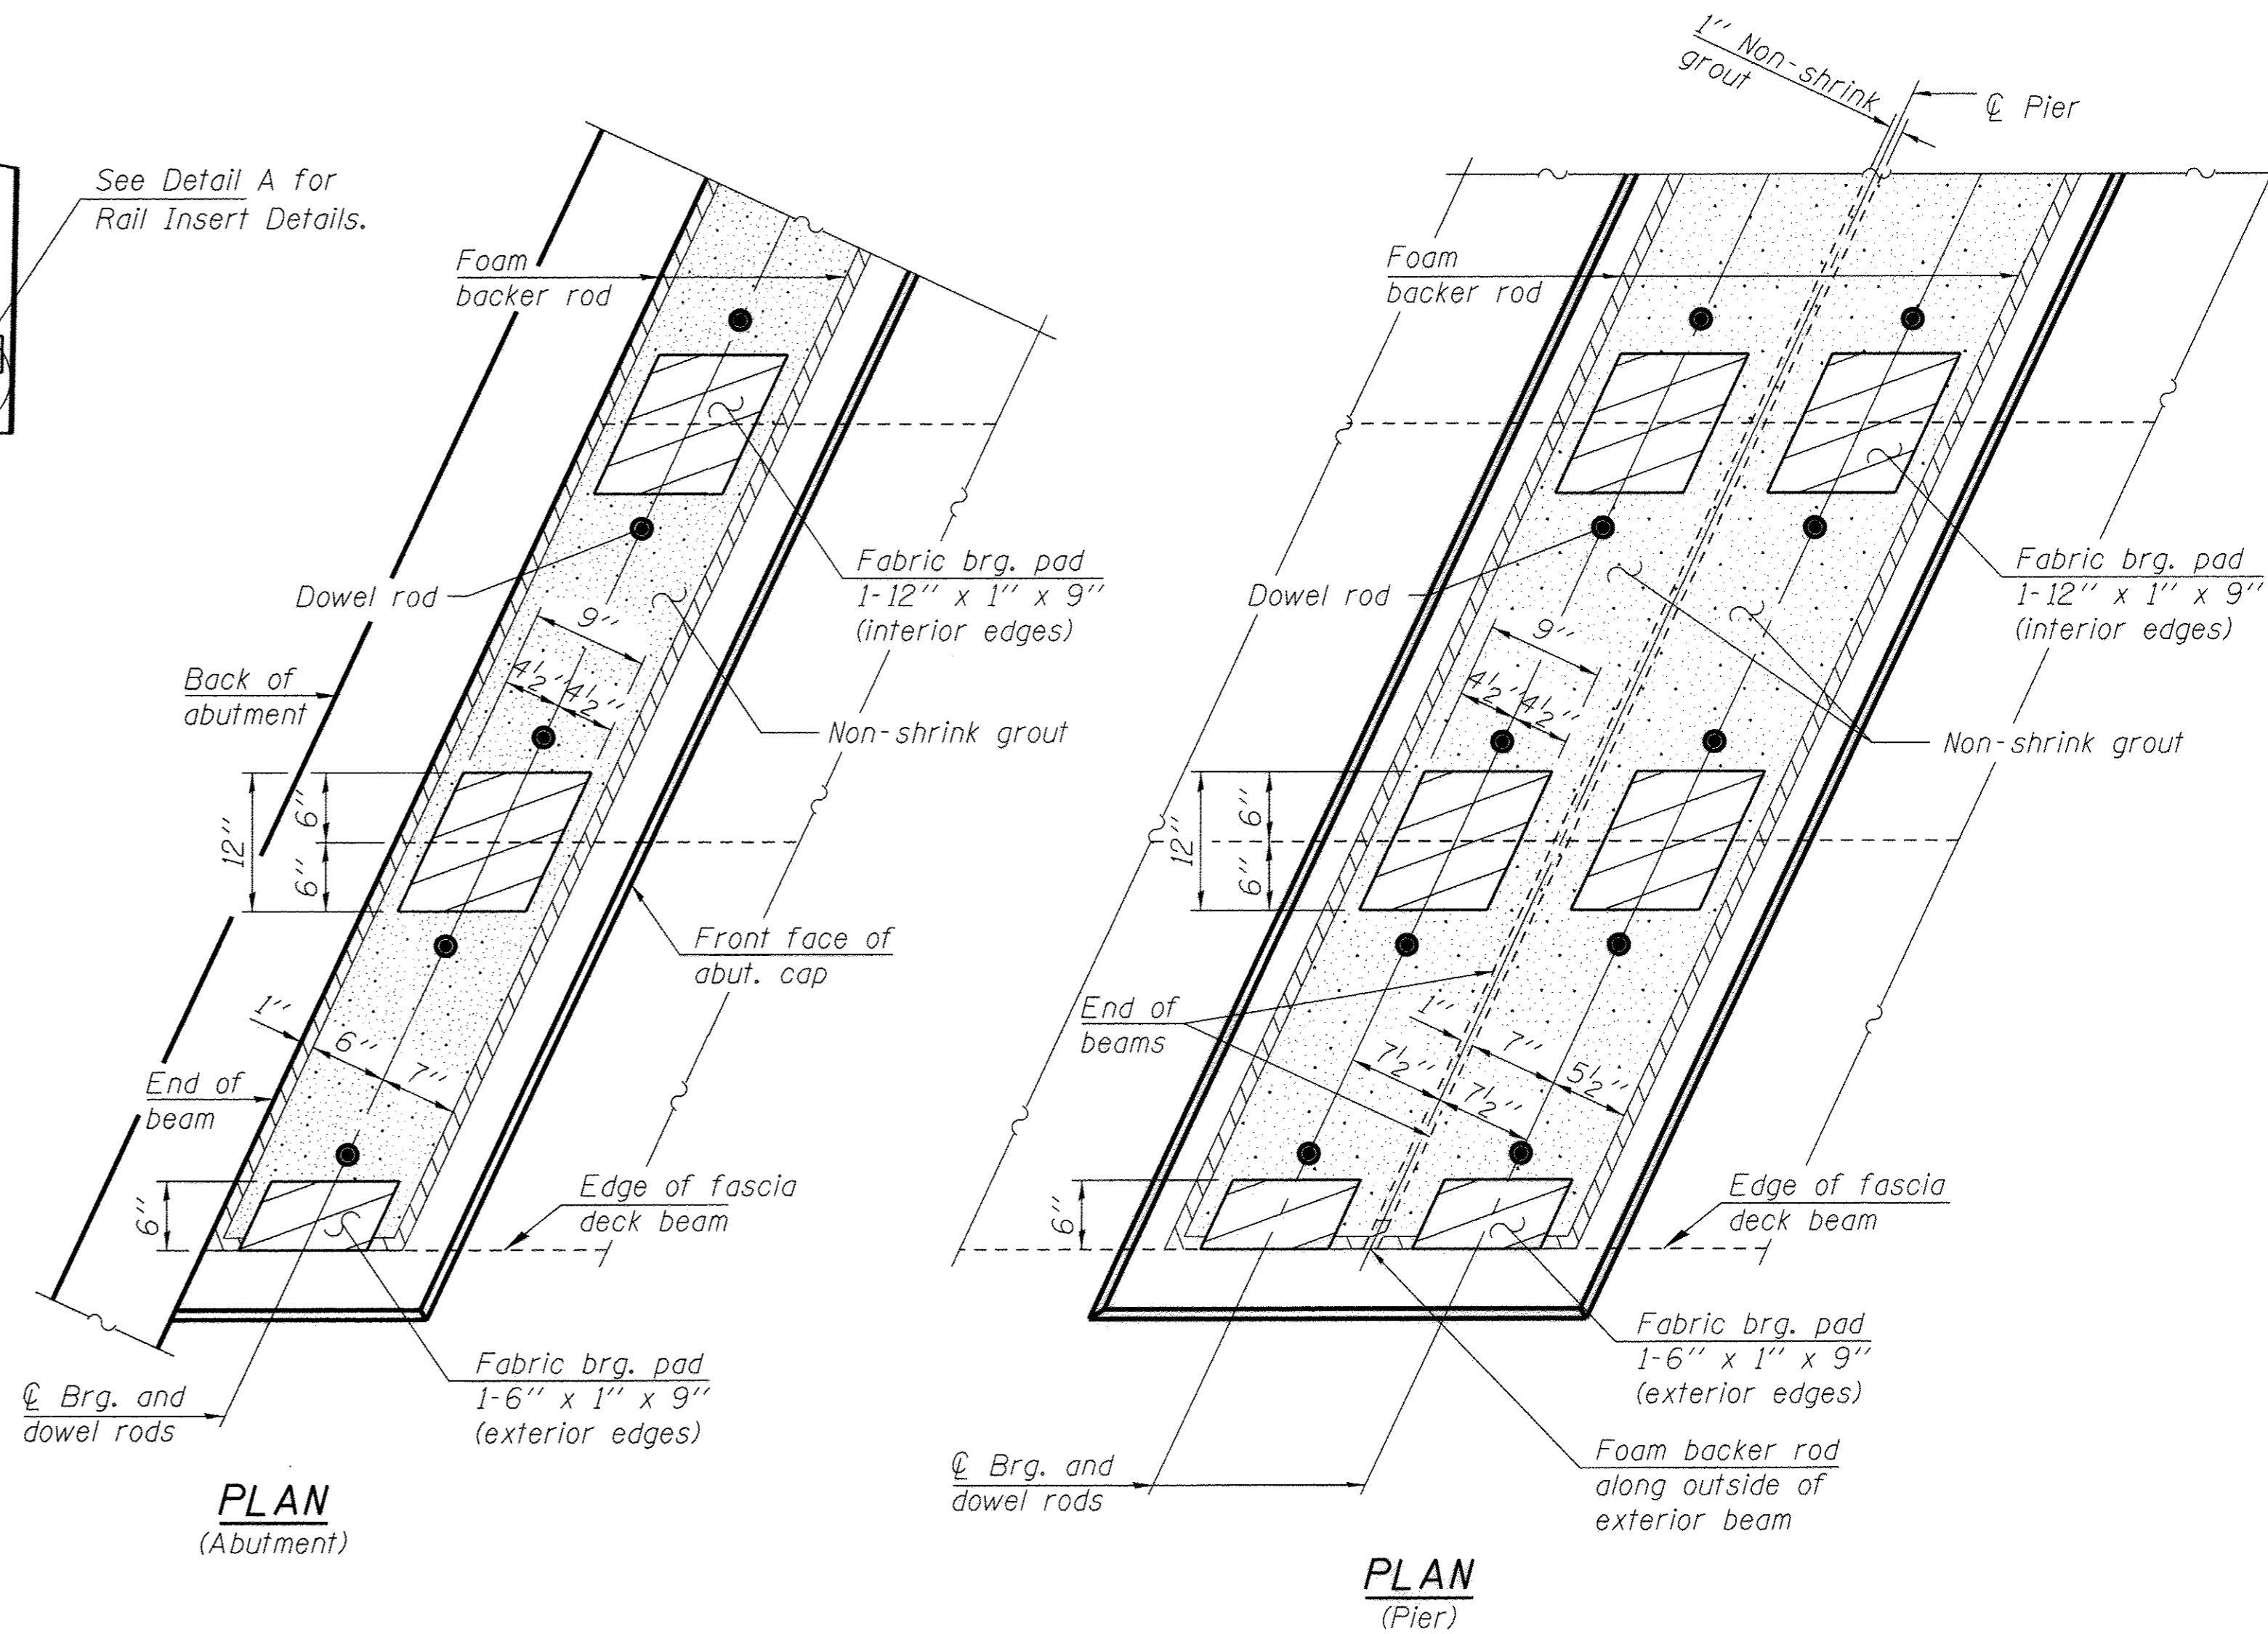 See Detail A for
Rail Insert Details.
Foam
backer rod
Dowel rod
Back of
abutment
9"
4½" 4½"
Fabric brg. pad
1-12" x 1" x 9"
(interior edges)
Non-shrink grout
12"
6"
6"
Front face of
abut. cap
1"
6"
7"
End of
beam
6"
Edge of fascia
deck beam
Fabric brg. pad
1-6" x 1" x 9"
(exterior edges)
℄ Brg. and
dowel rods
PLAN
(Abutment)
1" Non-shrink
grout
℄ Pier
Foam
backer rod
Dowel rod
9"
4½" 4½"
Fabric brg. pad
1-12" x 1" x 9"
(interior edges)
Non-shrink grout
12"
6"
6"
End of
beams
1"
7½"
7"
7½"
5½"
6"
Edge of fascia
deck beam
Fabric brg. pad
1-6" x 1" x 9"
(exterior edges)
Foam backer rod
along outside of
exterior beam
℄ Brg. and
dowel rods
PLAN
(Pier)